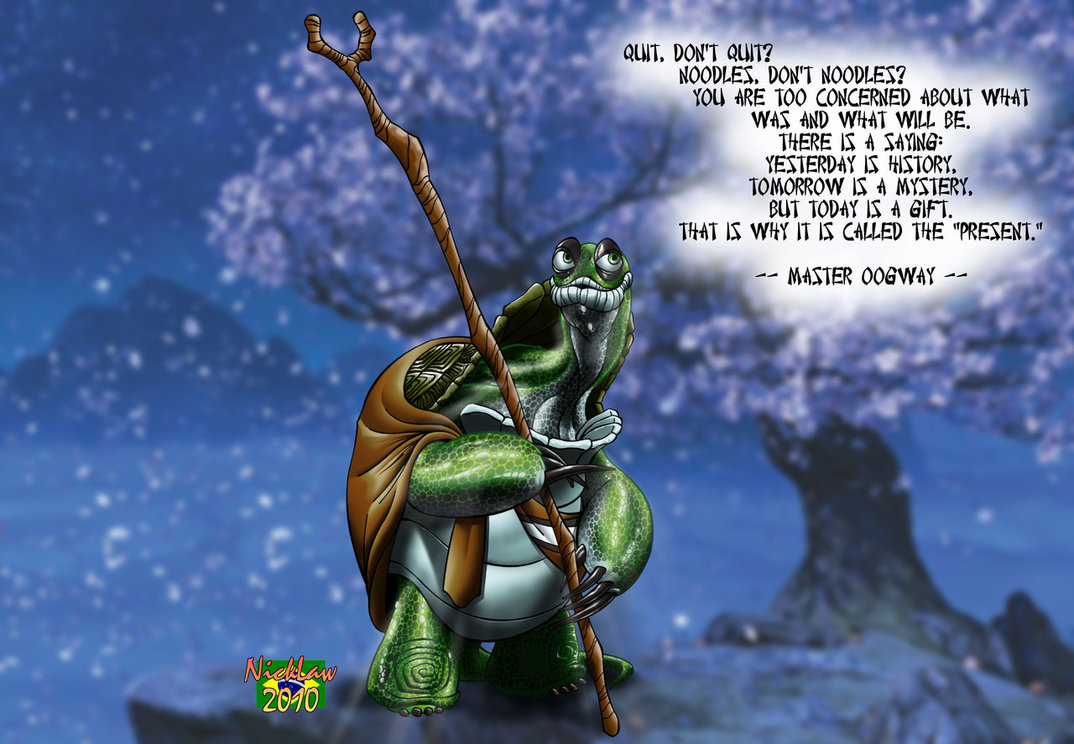 QUIT, DON'T QUIT?
NOODLES, DON'T NOODLES?
YOU ARE TOO CONCERNED ABOUT WHAT
WAS AND WHAT WILL BE.
THERE IS A SAYING:
YESTERDAY IS HISTORY,
TOMORROW IS A MYSTERY,
BUT TODAY IS A GIFT.
THAT IS WHY IT IS CALLED THE "PRESENT."
-- MASTER OOGWAY --
NickLaw
2010